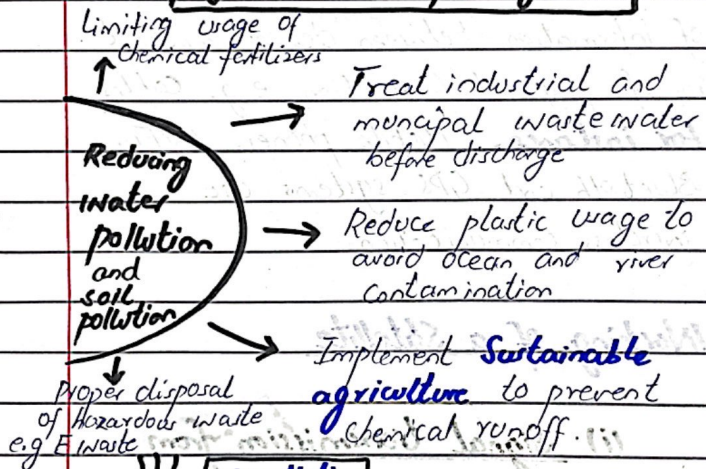 Limiting usage of
Chemical fertilizers
Treat industrial and
muncipal wastewater
before discharge
Reducing
water
pollution
and
soil
pollution
Reduce plastic usage to
avoid ocean and river
contamination
Implement Sustainable
agriculture to prevent
chemical runoff.
Proper disposal
of hazardous waste
e.g E waste